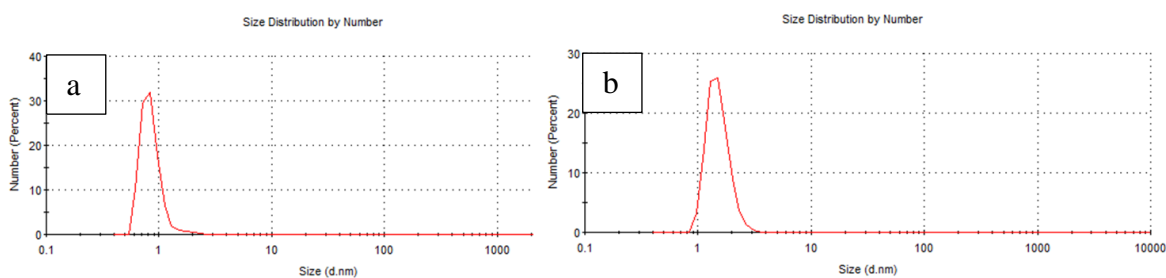 Size Distribution by Number
a
40
30
20
10
0
Number (Percent)
0.1 1 10 100 1000
Size (d.nm)
Size Distribution by Number
b
30
20
10
0
Number (Percent)
0.1 1 10 100 1000 10000
Size (d.nm)